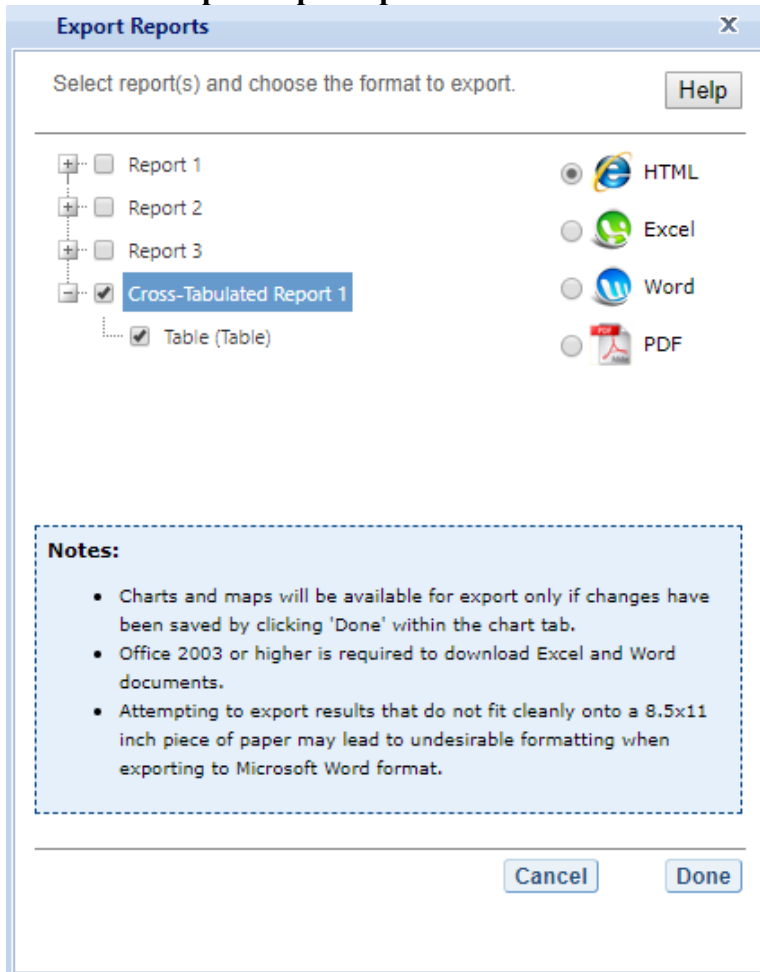 Export Reports
X
Select report(s) and choose the format to export.
Help
Report 1
HTML
Report 2
Excel
Report 3
Cross-Tabulated Report 1
Word
Table (Table)
PDF
Notes:
• Charts and maps will be available for export only if changes have
been saved by clicking 'Done' within the chart tab.
• Office 2003 or higher is required to download Excel and Word
documents.
• Attempting to export results that do not fit cleanly onto a 8.5x11
inch piece of paper may lead to undesirable formatting when
exporting to Microsoft Word format.
Cancel
Done